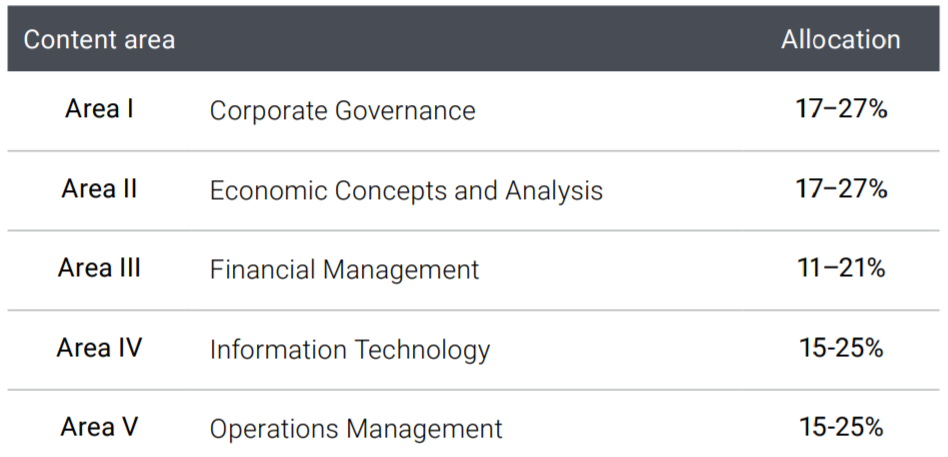 Content area Allocation
Area I Corporate Governance 17–27%
Area II Economic Concepts and Analysis 17–27%
Area III Financial Management 11–21%
Area IV Information Technology 15-25%
Area V Operations Management 15-25%